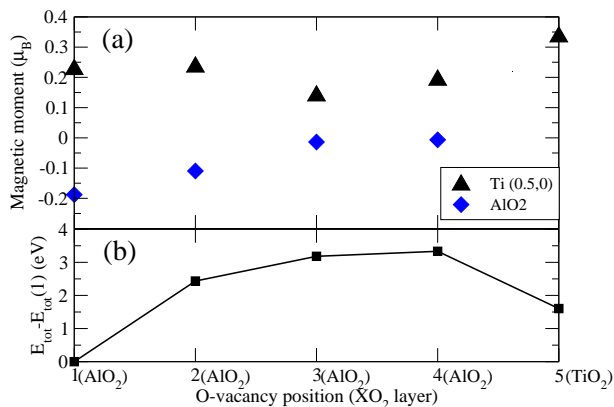 (a)
Magnetic moment (μB)
0.4
0.3
0.2
0.1
0
-0.1
-0.2
Ti (0.5,0)
AlO2
(b)
Etot-Etot(1) (eV)
4
3
2
1
0
1(AlO2) 2(AlO2) 3(AlO2) 4(AlO2) 5(TiO2)
O-vacancy position (XO2 layer)